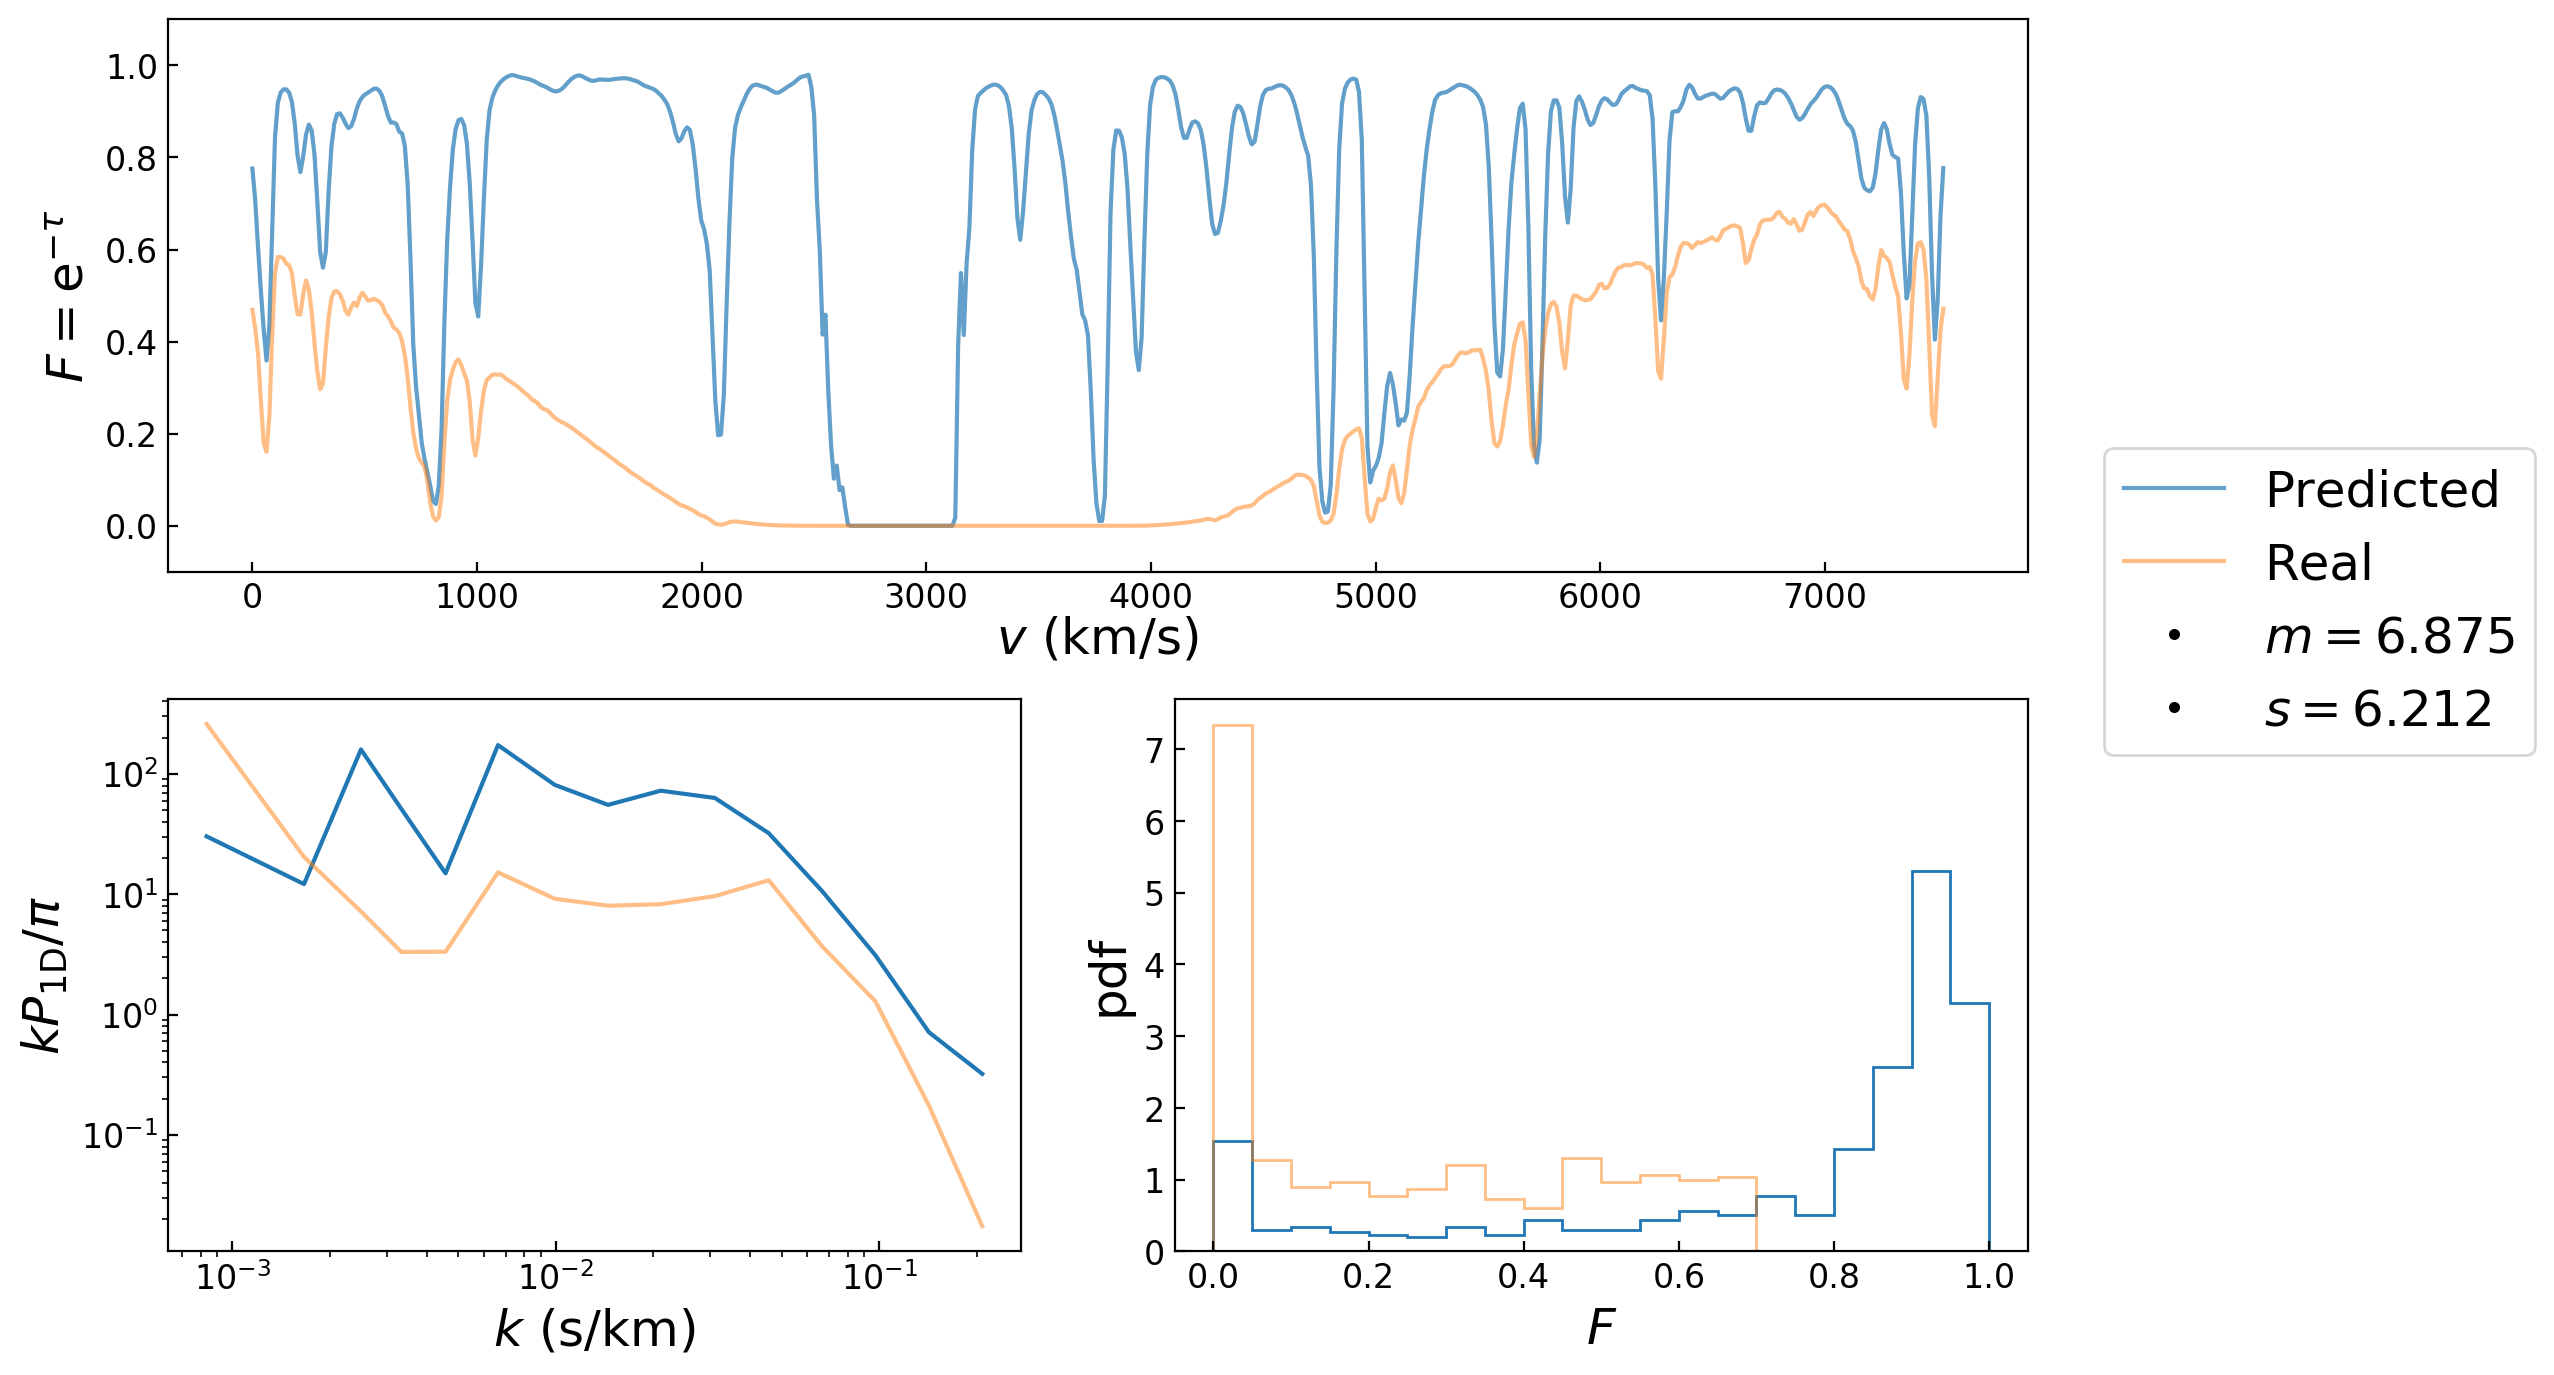 1.0
0.8
0.6
0.4
0.2
0.0
F = e^{-τ}
0 1000 2000 3000 4000 5000 6000 7000
v (km/s)
Predicted
Real
m = 6.875
s = 6.212
10^2
10^1
10^0
10^{-1}
kP_{1D}/π
10^{-3} 10^{-2} 10^{-1}
k (s/km)
7
6
5
4
3
2
1
0
pdf
0.0 0.2 0.4 0.6 0.8 1.0
F